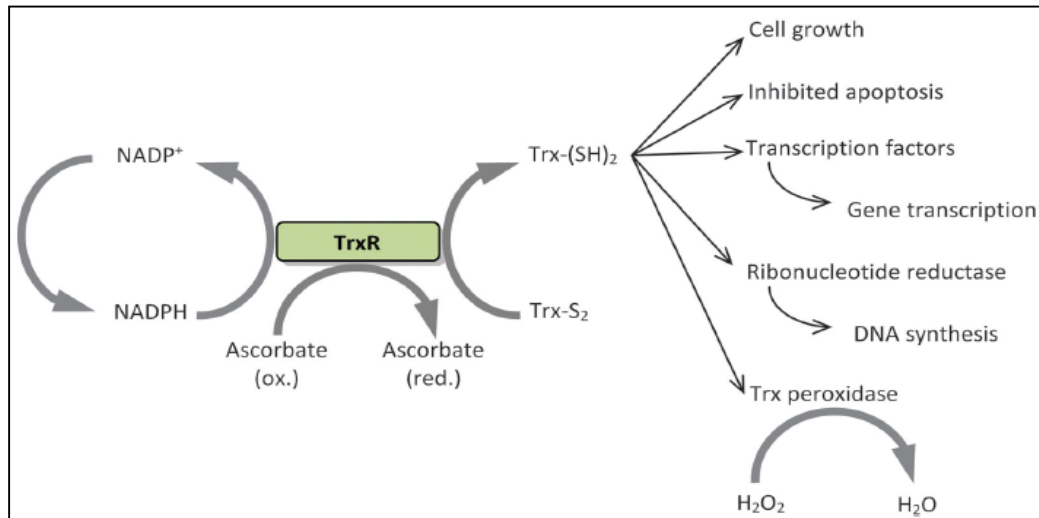 Cell growth
Inhibited apoptosis
NADP⁺
Trx-(SH)₂
Transcription factors
Gene transcription
TrxR
Ribonucleotide reductase
NADPH
Trx-S₂
DNA synthesis
Ascorbate
(ox.)
Ascorbate
(red.)
Trx peroxidase
H₂O₂
H₂O